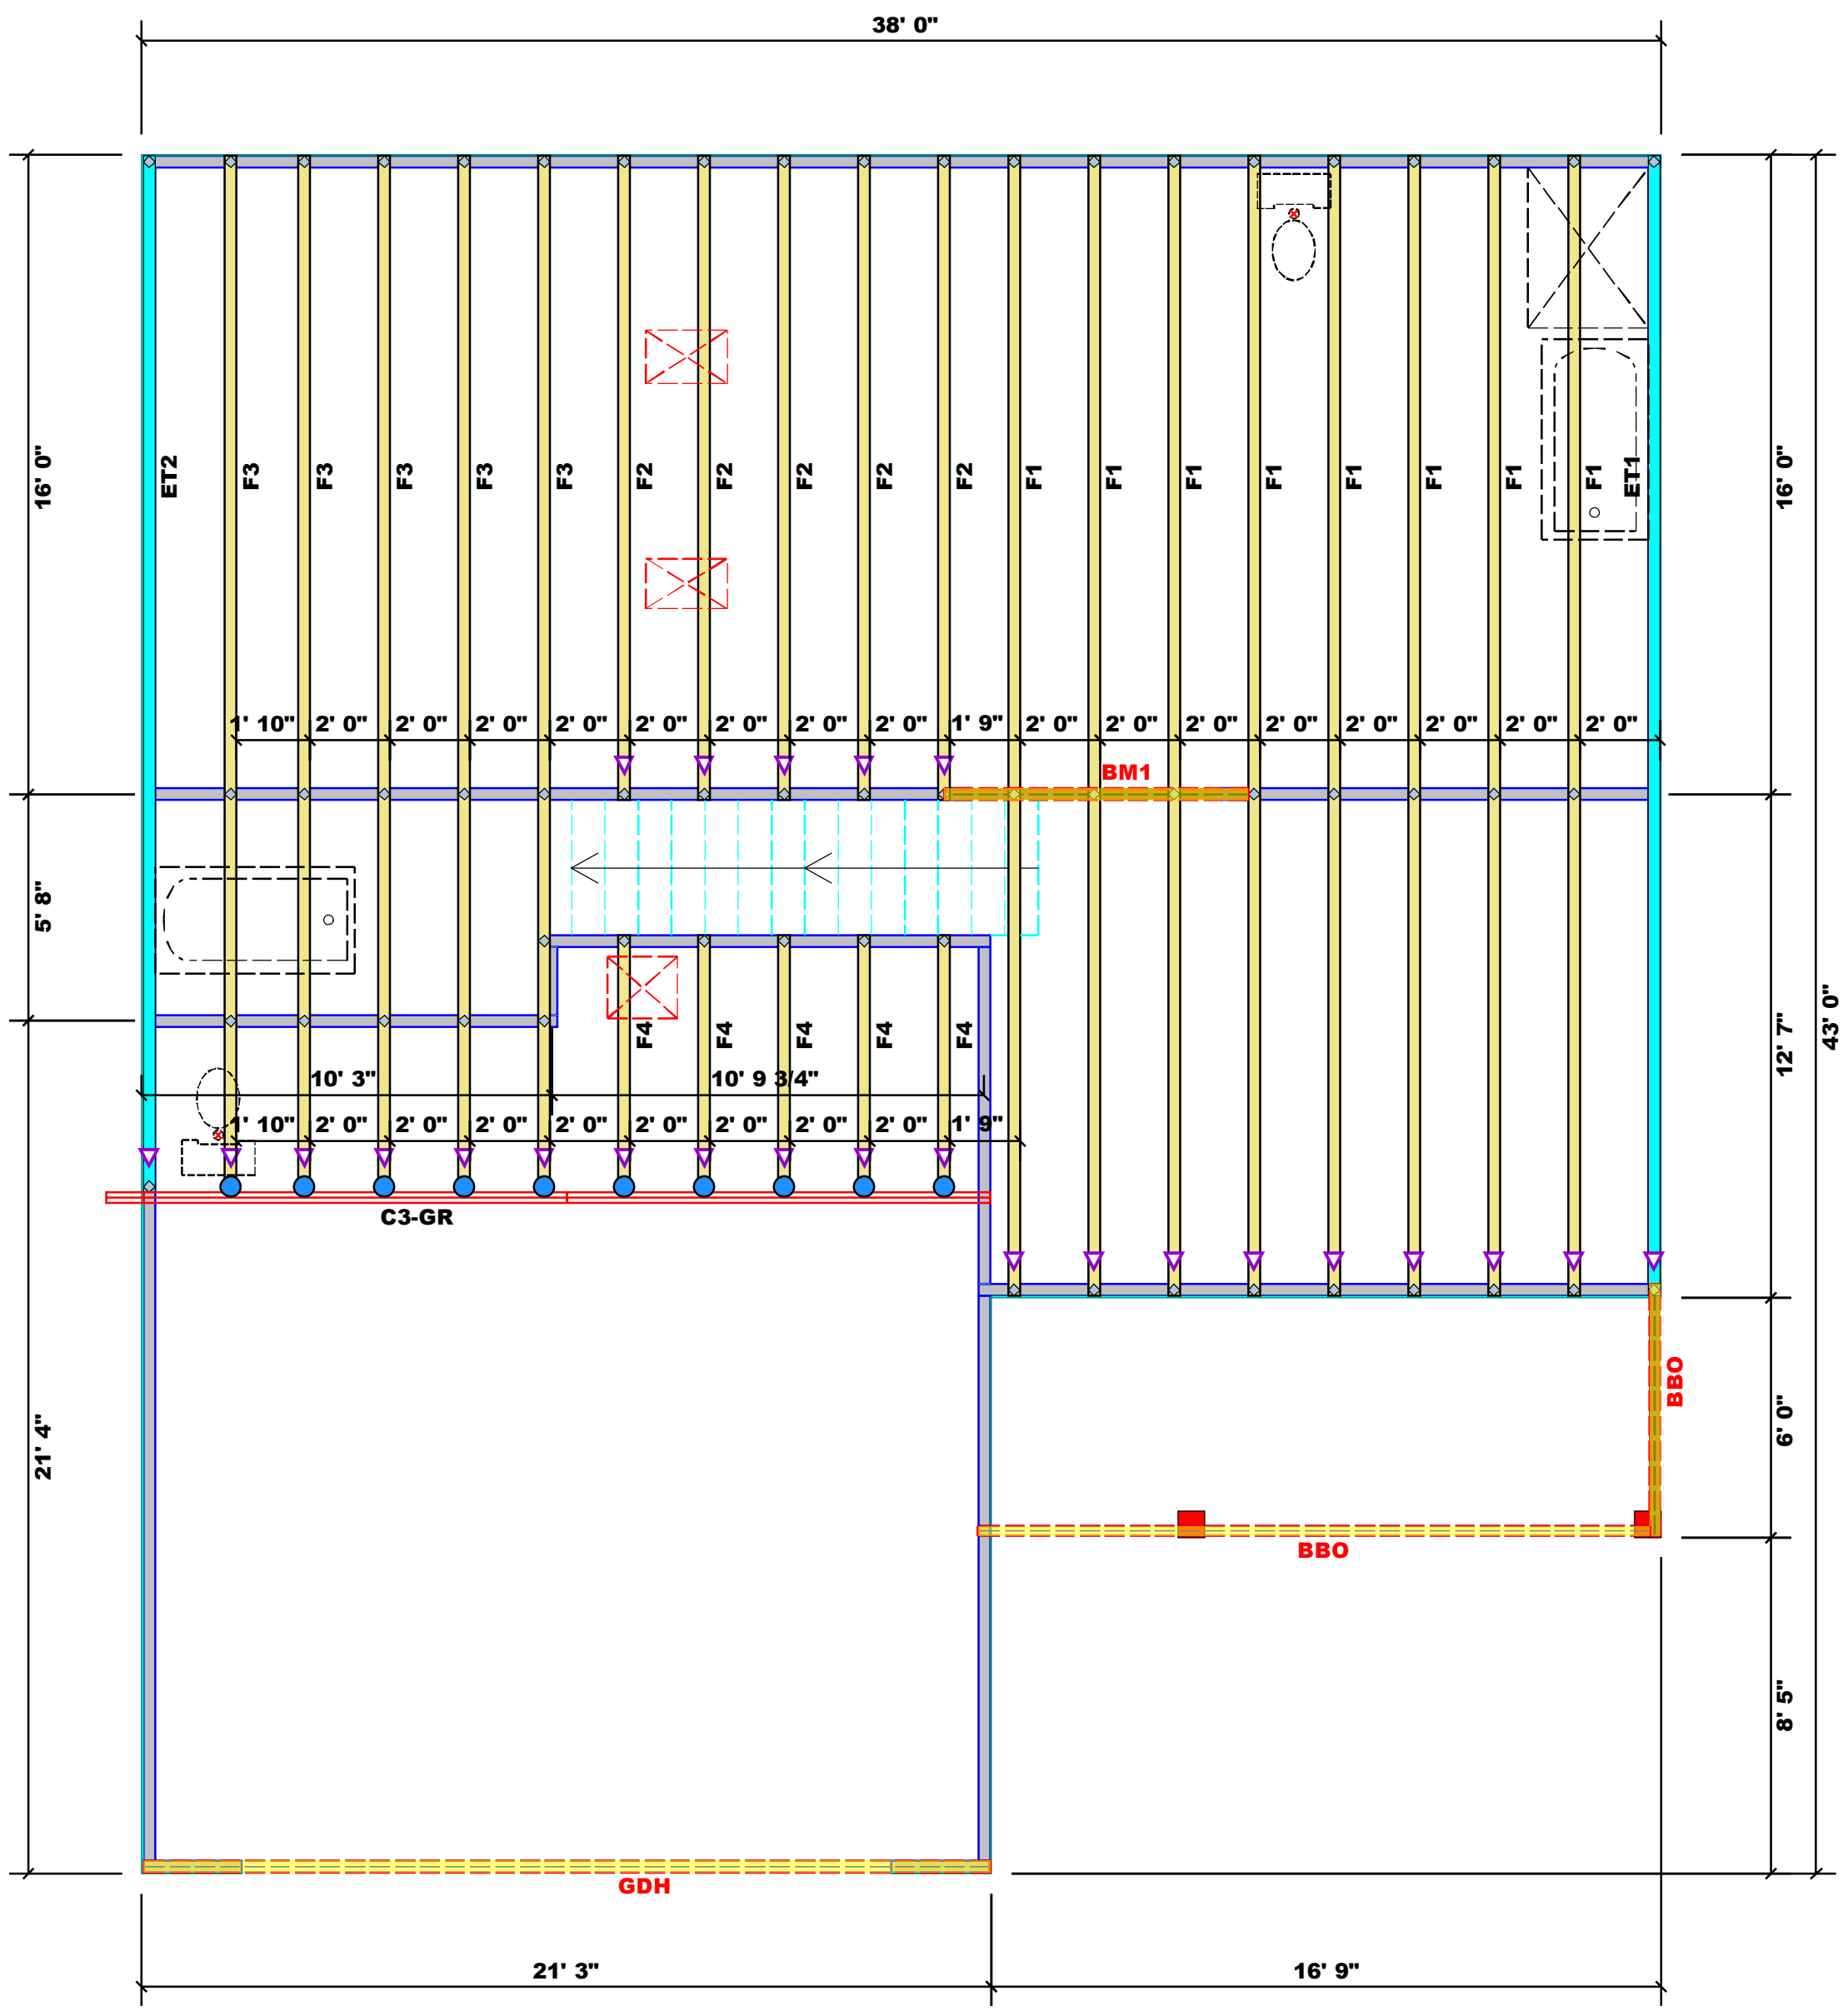 38' 0"
16' 0"
ET2
F3
F3
F3
F3
F3
F2
F2
F2
F2
F2
F1
F1
F1
F1
F1
F1
F1
F1
ET1
16' 0"
1' 10"
2' 0"
2' 0"
2' 0"
2' 0"
2' 0"
2' 0"
2' 0"
2' 0"
1' 9"
2' 0"
2' 0"
2' 0"
2' 0"
2' 0"
2' 0"
2' 0"
2' 0"
BM1
5' 8"
F4
F4
F4
F4
F4
12' 7"
43' 0"
10' 3"
10' 9 3/4"
1' 10"
2' 0"
2' 0"
2' 0"
2' 0"
2' 0"
2' 0"
2' 0"
2' 0"
1' 9"
C3-GR
BBO
21' 4"
6' 0"
BBO
8' 5"
GDH
21' 3"
16' 9"